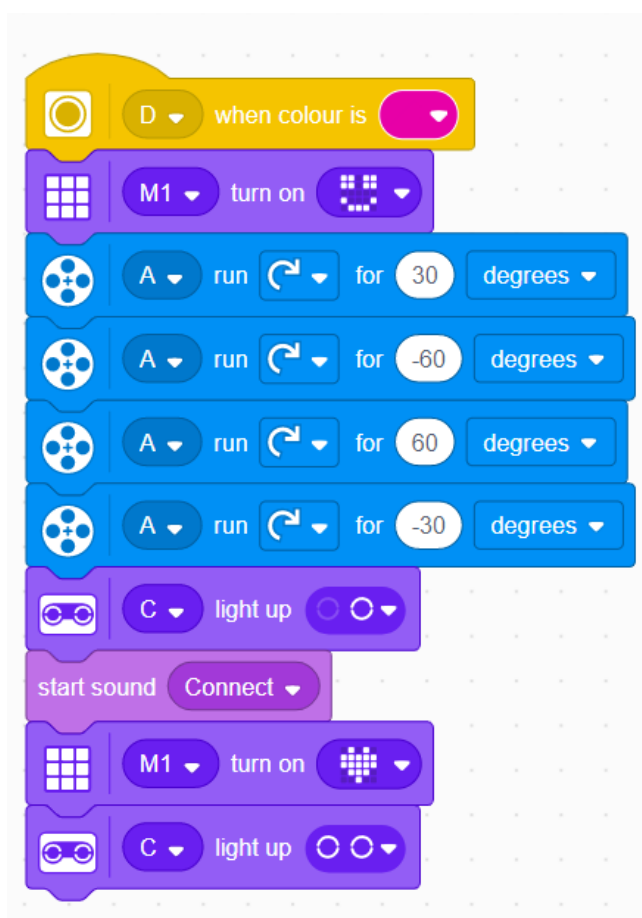 D when colour is
M1 turn on
A run for 30 degrees
A run for -60 degrees
A run for 60 degrees
A run for -30 degrees
C light up
start sound Connect
M1 turn on
C light up